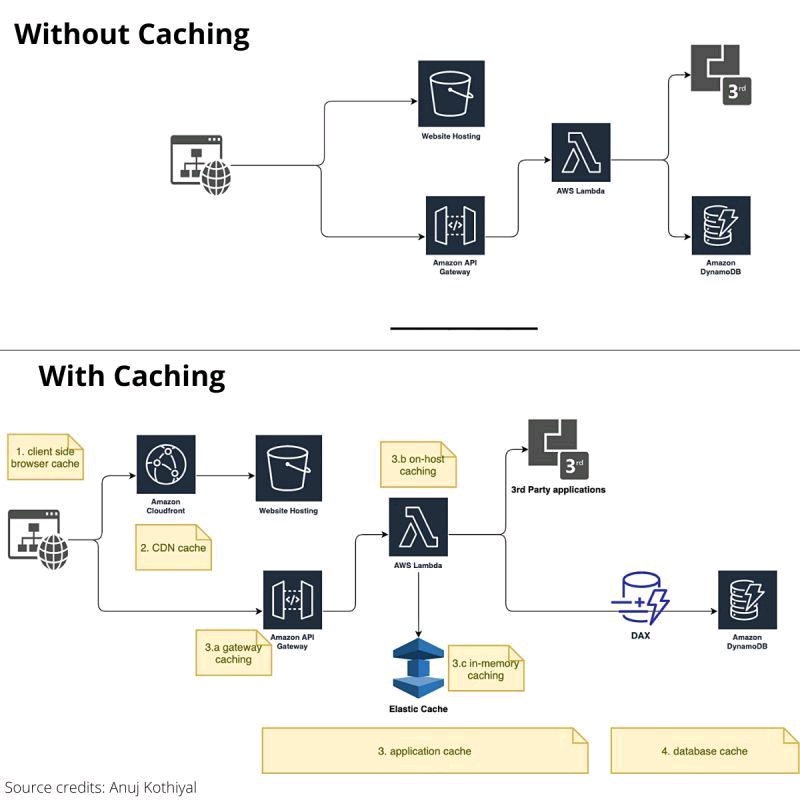 Without Caching
3rd
Website Hosting
AWS Lambda
Amazon API
Gateway
Amazon
DynamoDB
With Caching
1. client side
browser cache
Amazon
Cloudfront
Website Hosting
2. CDN cache
3.b on-host
caching
3rd
3rd Party applications
AWS Lambda
</>
Amazon API
Gateway
3.a gateway
caching
DAX
Amazon
DynamoDB
3.c in-memory
caching
Elastic Cache
3. application cache
4. database cache
Source credits: Anuj Kothiyal